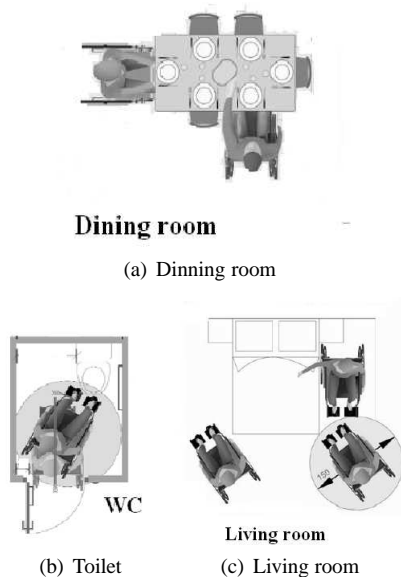 Dining room
(a) Dinning room
WC
150
Living room
(b) Toilet
(c) Living room